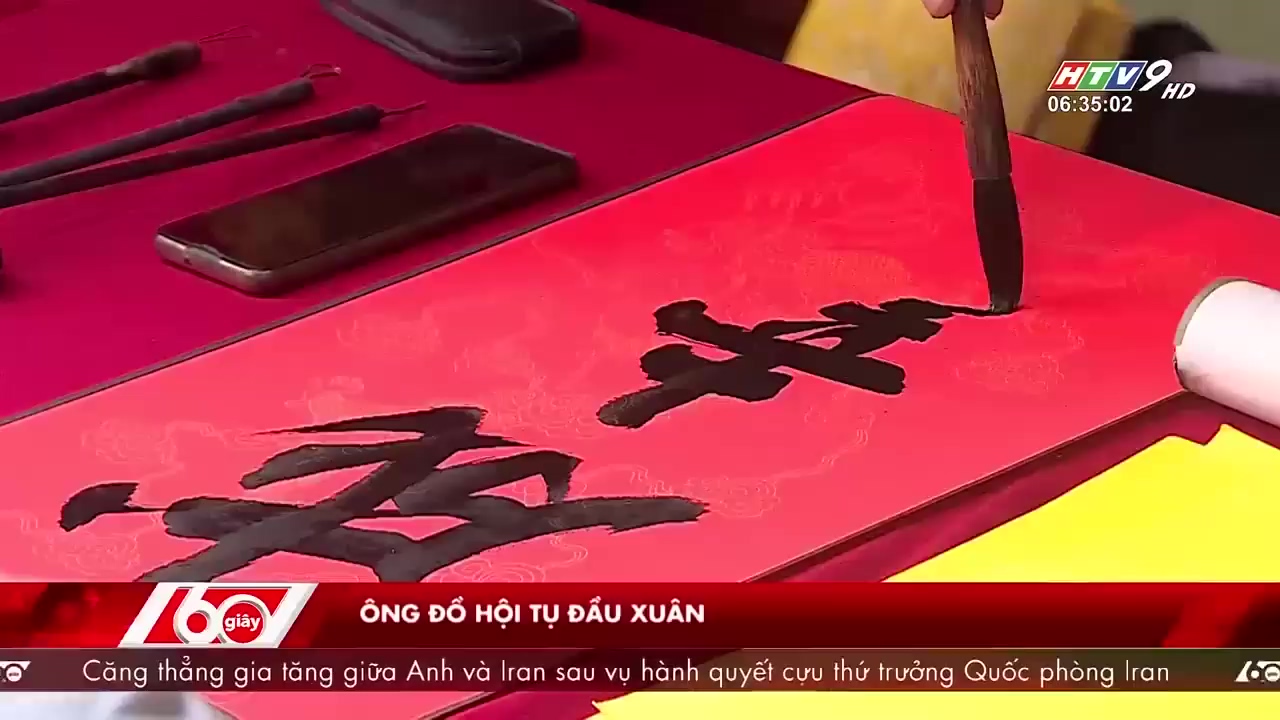 HTV9 HD
06:35:02
60 giây
ÔNG ĐỒ HỘI TỤ ĐẦU XUÂN
Căng thẳng gia tăng giữa Anh và Iran sau vụ hành quyết cựu thứ trưởng Quốc phòng Iran